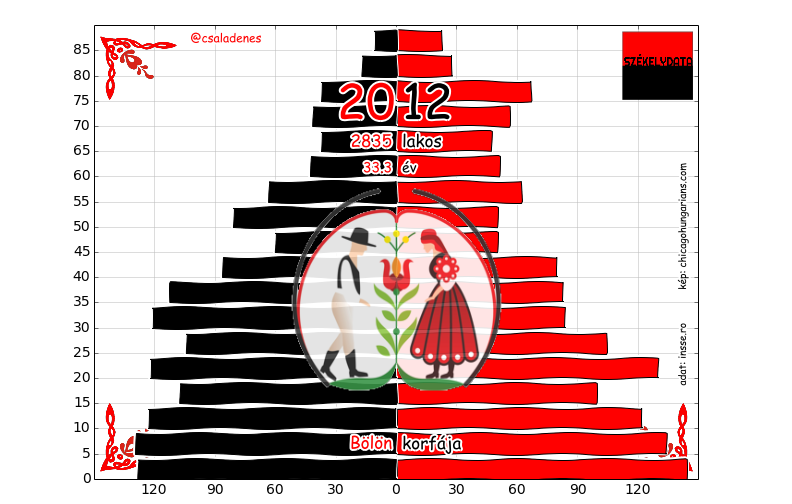 @csaladenes
SZÉKELYDATA
2012
2835 lakos
33.3 év
kép: chicagohungarians.com
adat: insse.ro
Bölön korfája
85
80
75
70
65
60
55
50
45
40
35
30
25
20
15
10
5
0
120 90 60 30 0 30 60 90 120